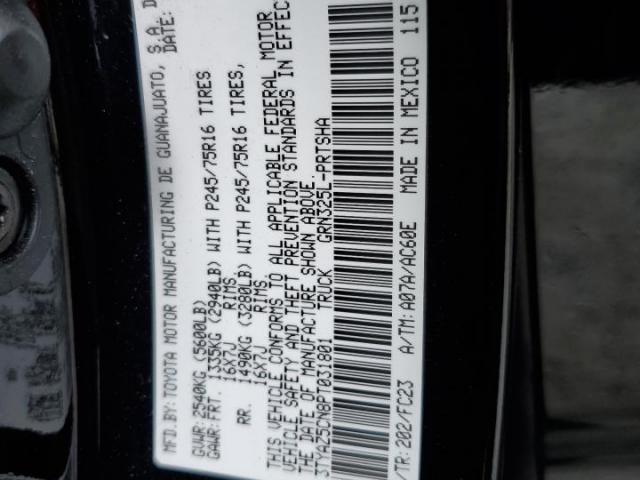 MFD.BY:TOYOTA MOTOR MANUFACTURING DE GUANAJUATO, S.A. D
DATE:
GVWR:2540KG (5600LB)
GAWR:FRT. 1335KG (2940LB) WITH P245/75R16 TIRES
16X7J RIMS
RR. 1490KG (3280LB) WITH P245/75R16 TIRES,
16X7J RIMS
THIS VEHICLE CONFORMS TO ALL APPLICABLE FEDERAL MOTOR
VEHICLE SAFETY AND THEFT PREVENTION STANDARDS IN EFFEC
THE DATE OF MANUFACTURE SHOWN ABOVE.
3TYAZ5CN8PT031801 TRUCK GRN325L-PRTSHA
/TR:202/FC23 A/TM:A07A/AC60E MADE IN MEXICO 115